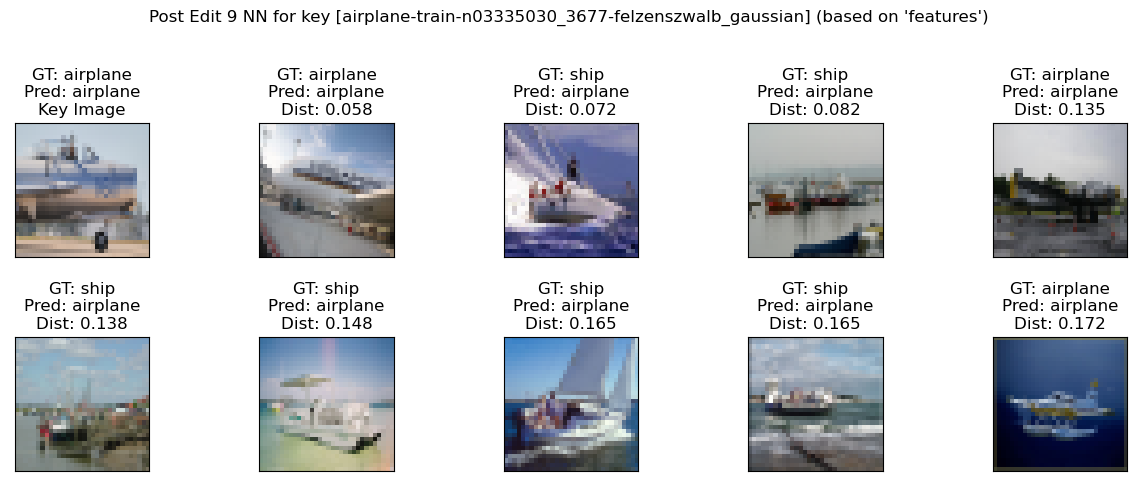 Post Edit 9 NN for key [airplane-train-n03335030_3677-felzenszwalb_gaussian] (based on 'features')
GT: airplane
Pred: airplane
Key Image
GT: airplane
Pred: airplane
Dist: 0.058
GT: ship
Pred: airplane
Dist: 0.072
GT: ship
Pred: airplane
Dist: 0.082
GT: airplane
Pred: airplane
Dist: 0.135
GT: ship
Pred: airplane
Dist: 0.138
GT: ship
Pred: airplane
Dist: 0.148
GT: ship
Pred: airplane
Dist: 0.165
GT: ship
Pred: airplane
Dist: 0.165
GT: airplane
Pred: airplane
Dist: 0.172